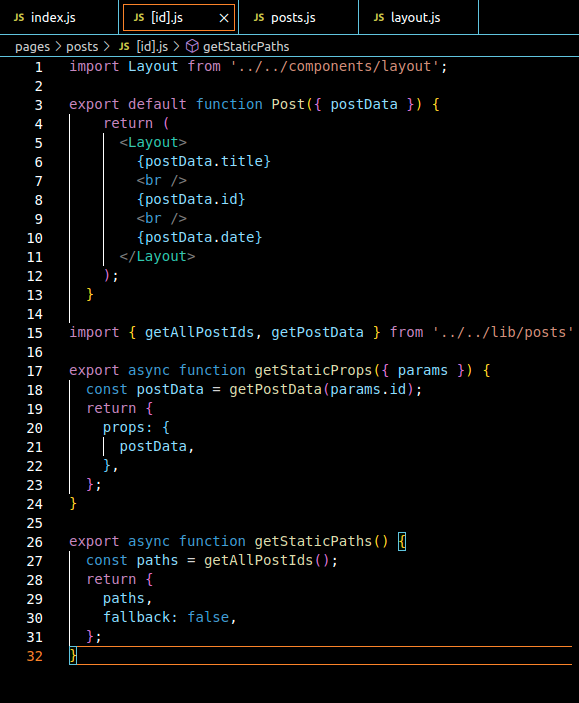 JS index.js JS [id].js × JS posts.js JS layout.js
pages > posts > JS [id].js > getStaticPaths
1 import Layout from '../../components/layout';
2
3 export default function Post({ postData }) {
4     return (
5       <Layout>
6         {postData.title}
7         <br />
8         {postData.id}
9         <br />
10         {postData.date}
11       </Layout>
12     );
13   }
14
15 import { getAllPostIds, getPostData } from '../../lib/posts'
16
17 export async function getStaticProps({ params }) {
18   const postData = getPostData(params.id);
19   return {
20     props: {
21       postData,
22     },
23   };
24 }
25
26 export async function getStaticPaths() {
27   const paths = getAllPostIds();
28   return {
29     paths,
30     fallback: false,
31   };
32 }